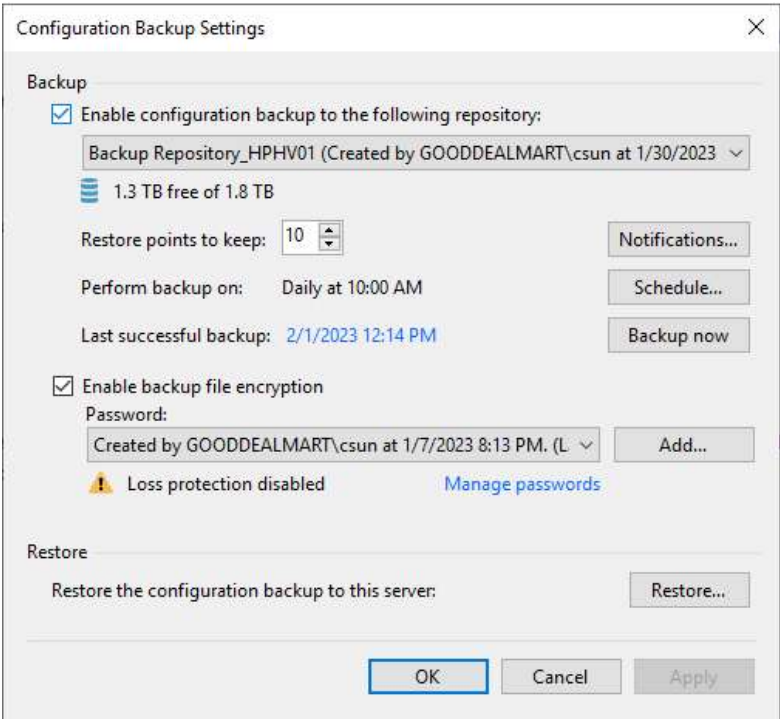 Configuration Backup Settings
Backup
Enable configuration backup to the following repository:
Backup Repository_HPHV01 (Created by GOODDEALMART\csun at 1/30/2023
1.3 TB free of 1.8 TB
Restore points to keep: 10 Notifications...
Perform backup on: Daily at 10:00 AM Schedule...
Last successful backup: 2/1/2023 12:14 PM Backup now
Enable backup file encryption
Password:
Created by GOODDEALMART\csun at 1/7/2023 8:13 PM. (L Add...
Loss protection disabled Manage passwords
Restore
Restore the configuration backup to this server: Restore...
OK Cancel Apply